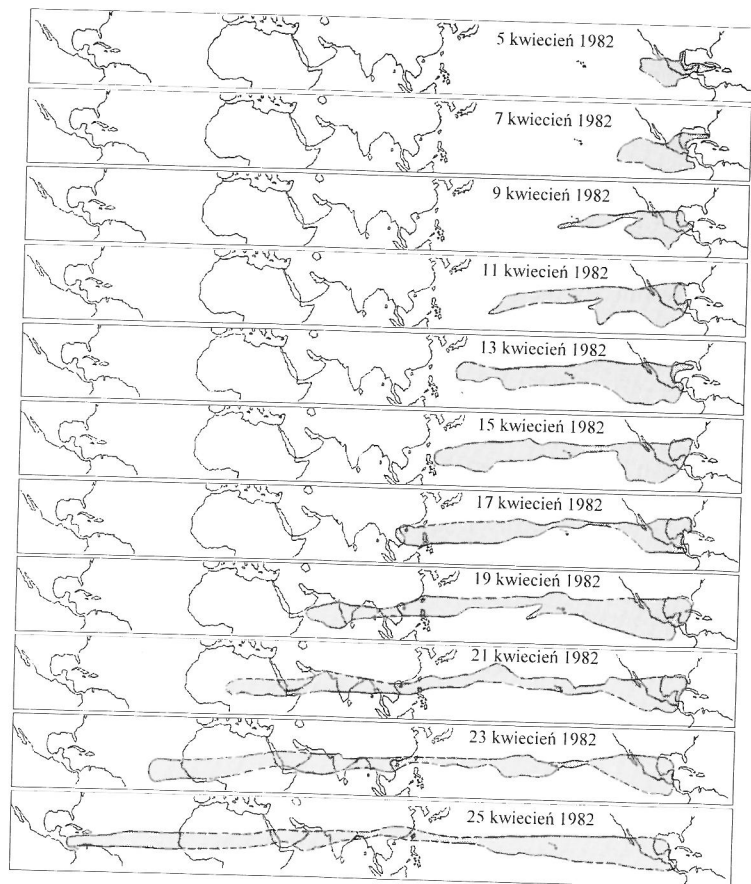 5 kwiecień 1982
7 kwiecień 1982
9 kwiecień 1982
11 kwiecień 1982
13 kwiecień 1982
15 kwiecień 1982
17 kwiecień 1982
19 kwiecień 1982
21 kwiecień 1982
23 kwiecień 1982
25 kwiecień 1982